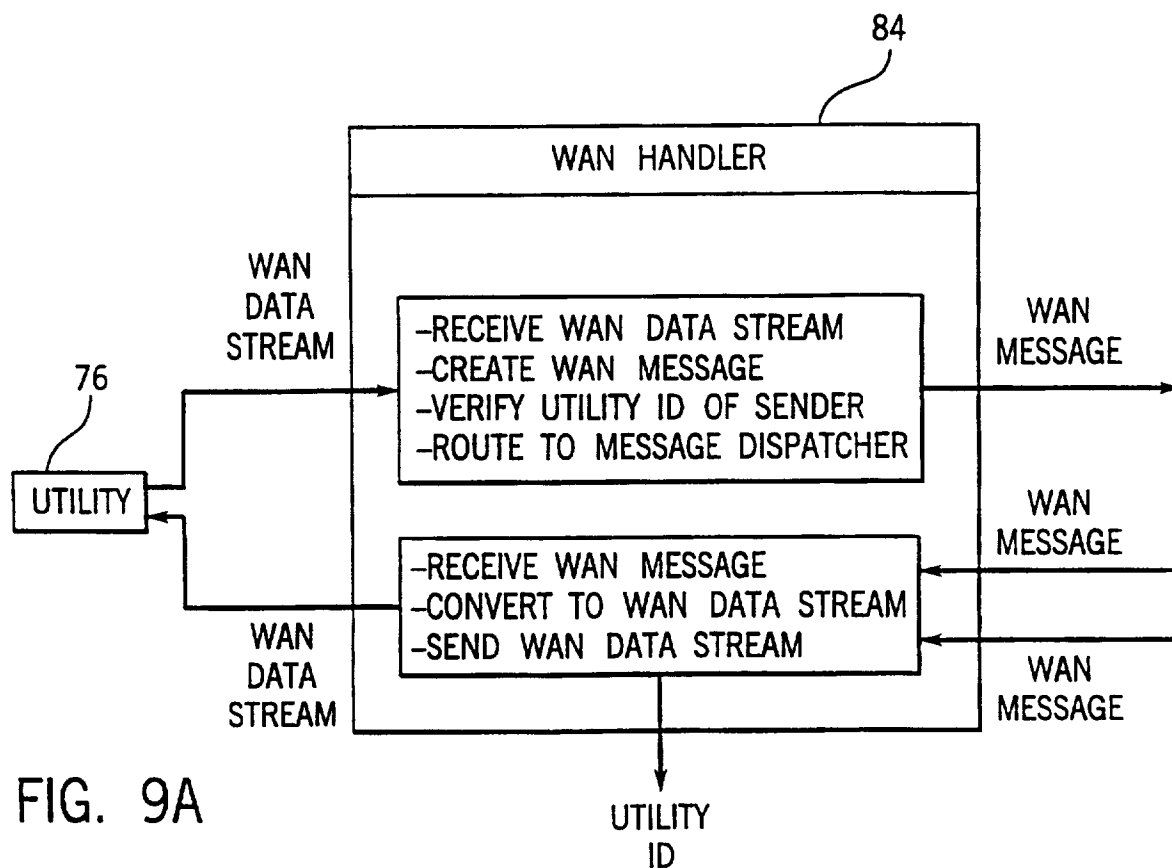 84
WAN HANDLER
WAN
DATA
STREAM
-RECEIVE WAN DATA STREAM
-CREATE WAN MESSAGE
-VERIFY UTILITY ID OF SENDER
-ROUTE TO MESSAGE DISPATCHER
WAN
MESSAGE
76
UTILITY
-RECEIVE WAN MESSAGE
-CONVERT TO WAN DATA STREAM
-SEND WAN DATA STREAM
WAN
MESSAGE
WAN
DATA
STREAM
WAN
MESSAGE
FIG. 9A
UTILITY
ID